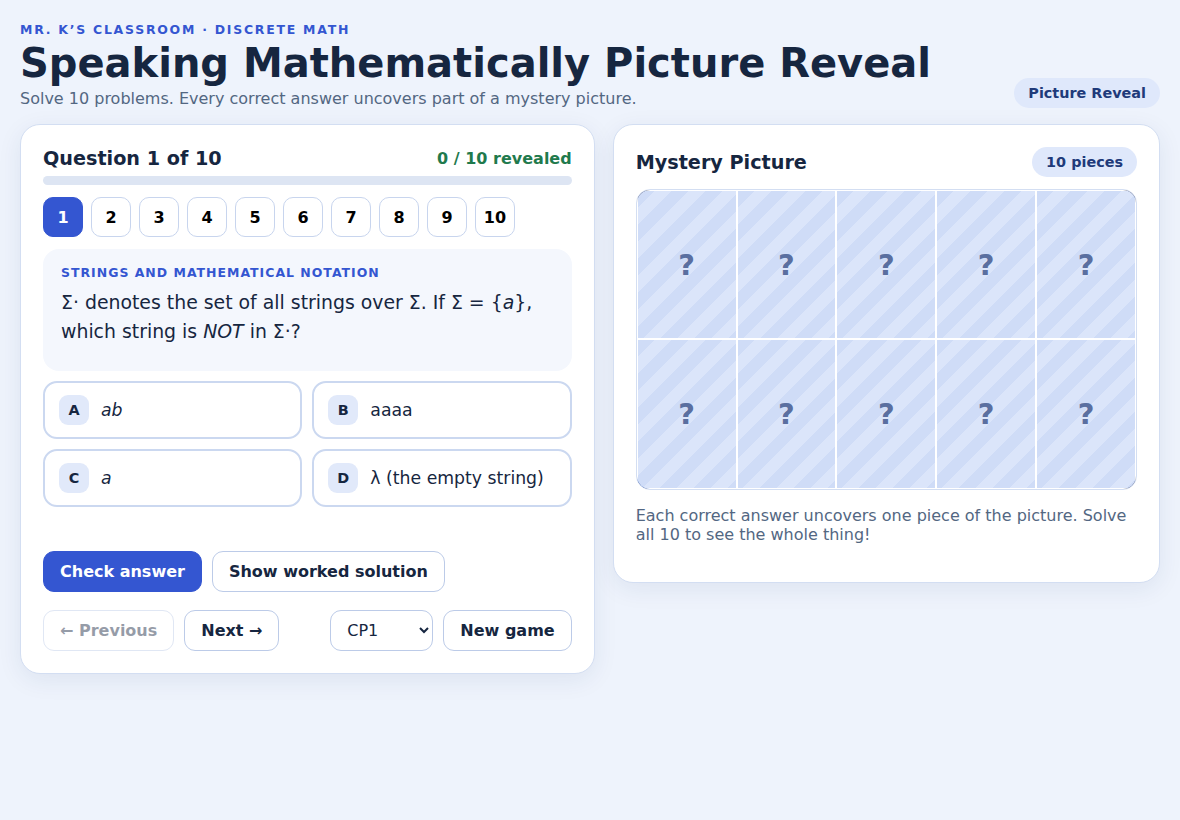 MR. K’S CLASSROOM · DISCRETE MATH
Speaking Mathematically Picture Reveal
Solve 10 problems. Every correct answer uncovers part of a mystery picture.
Picture Reveal
Question 1 of 10
0 / 10 revealed
1 2 3 4 5 6 7 8 9 10
STRINGS AND MATHEMATICAL NOTATION
Σ· denotes the set of all strings over Σ. If Σ = {a},
which string is NOT in Σ·?
A ab
B aaaa
C a
D λ (the empty string)
Check answer
Show worked solution
← Previous
Next →
CP1
New game
Mystery Picture
10 pieces
? ? ? ? ?
? ? ? ? ?
Each correct answer uncovers one piece of the picture. Solve
all 10 to see the whole thing!